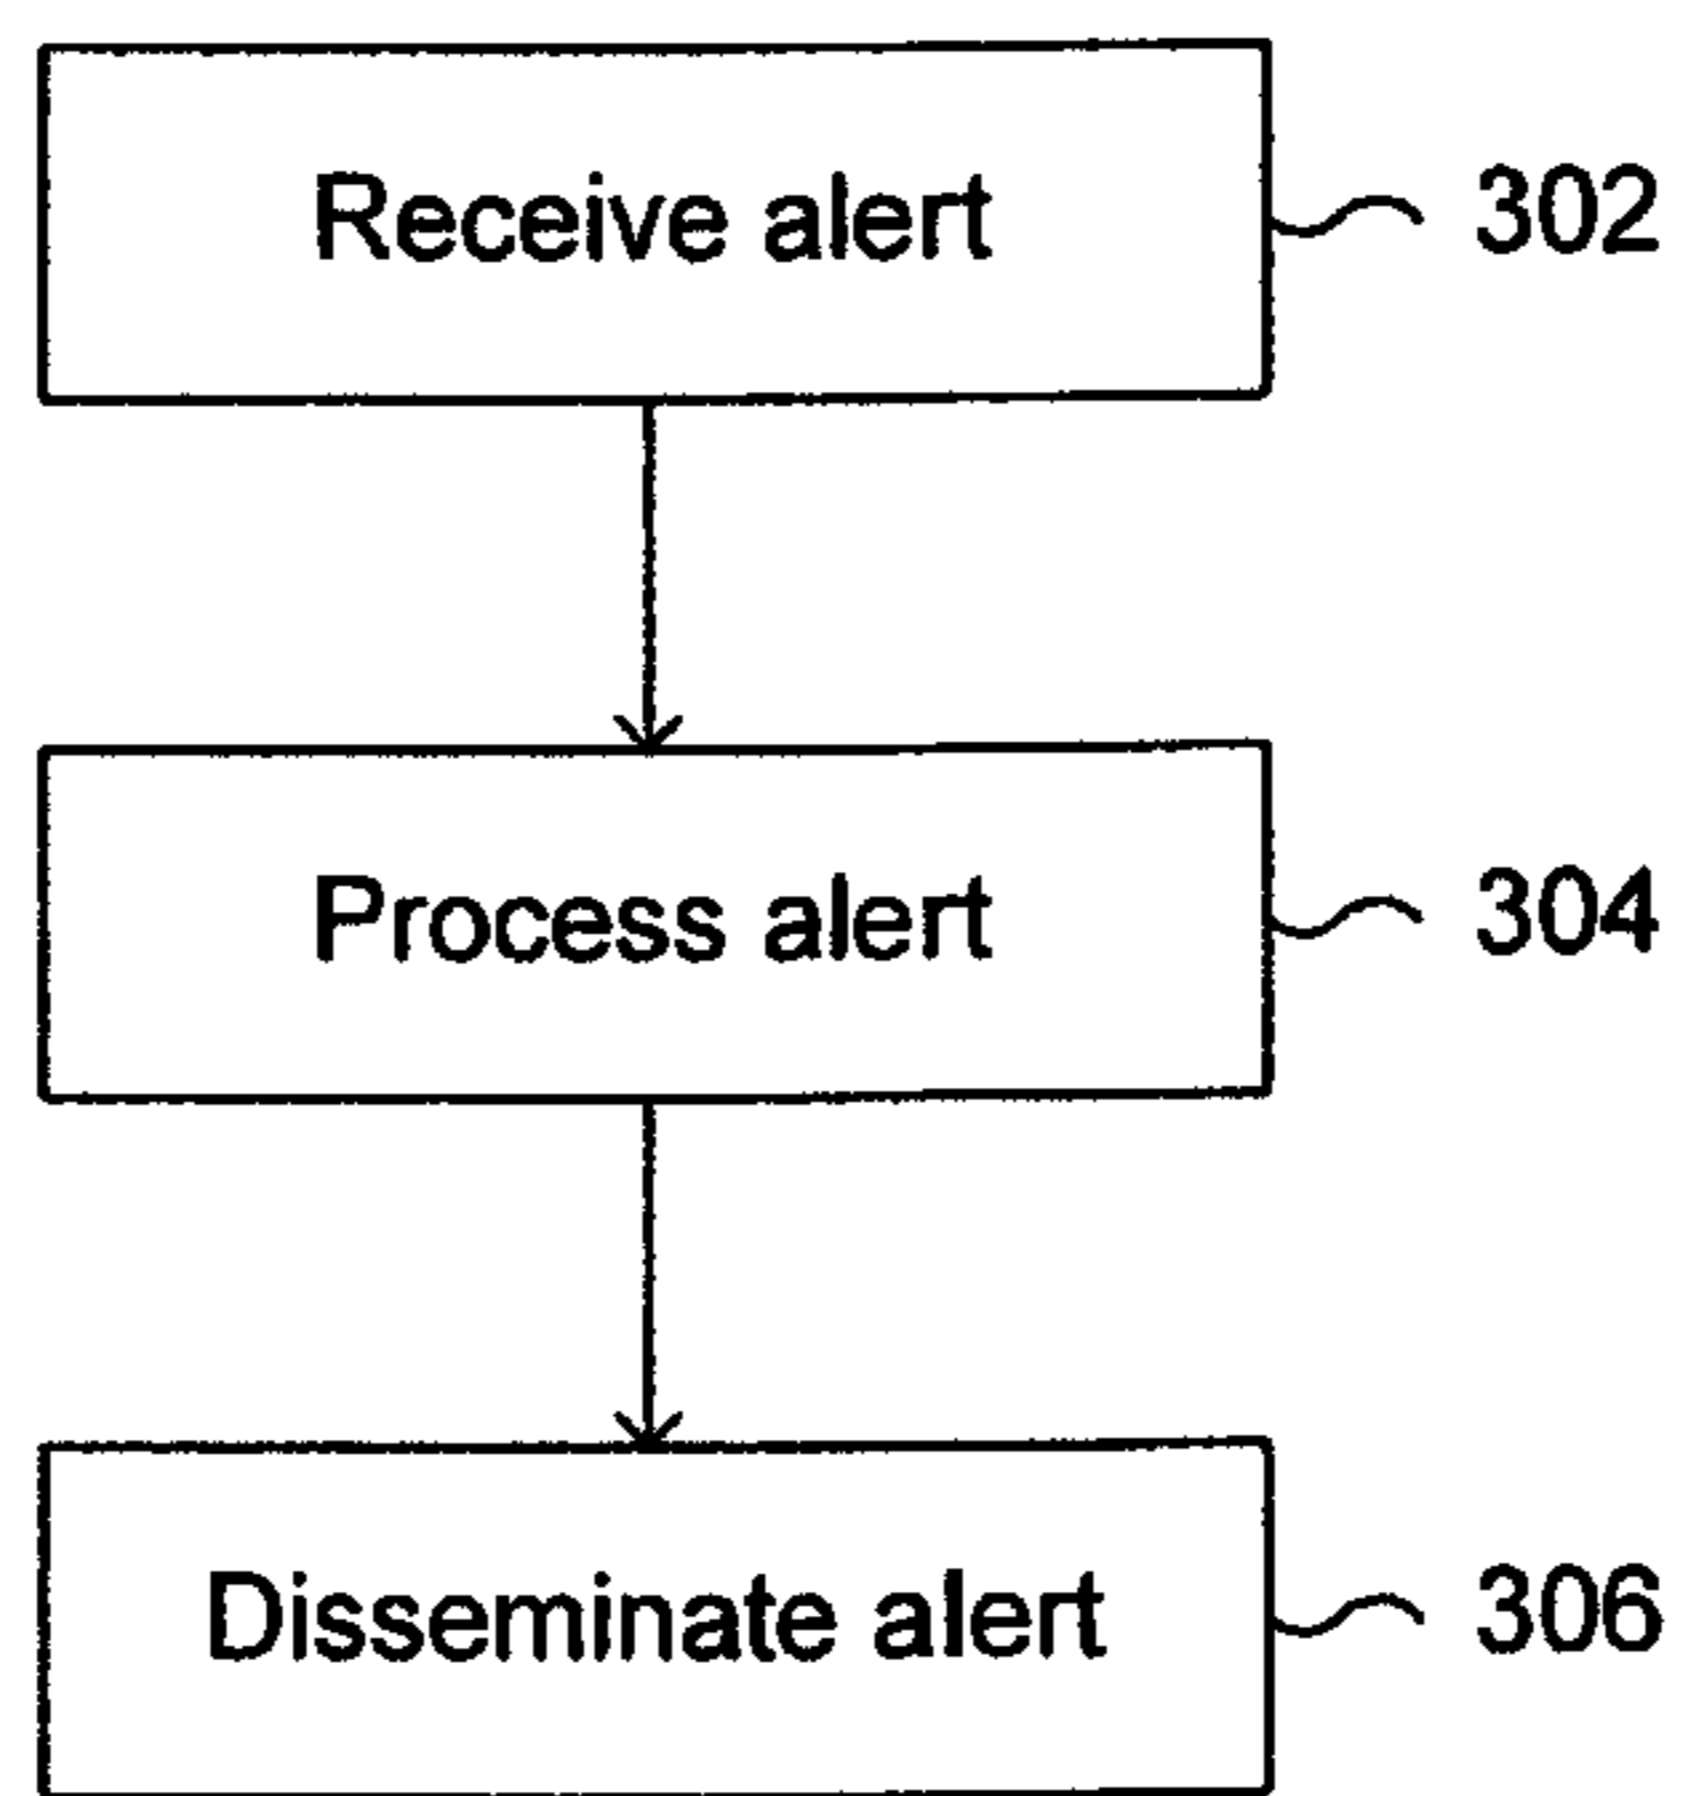 Receive alert
302
Process alert
304
Disseminate alert
306